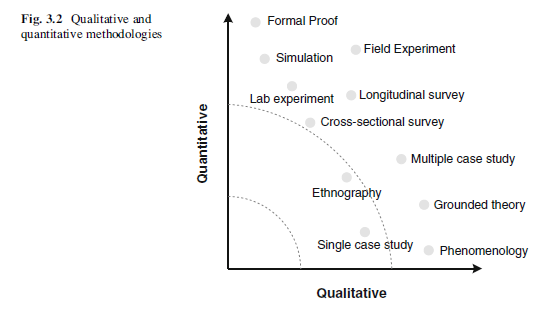 Fig. 3.2 Qualitative and
quantitative methodologies
Formal Proof
Field Experiment
Simulation
Lab experiment
Longitudinal survey
Cross-sectional survey
Multiple case study
Ethnography
Grounded theory
Single case study
Phenomenology
Quantitative
Qualitative